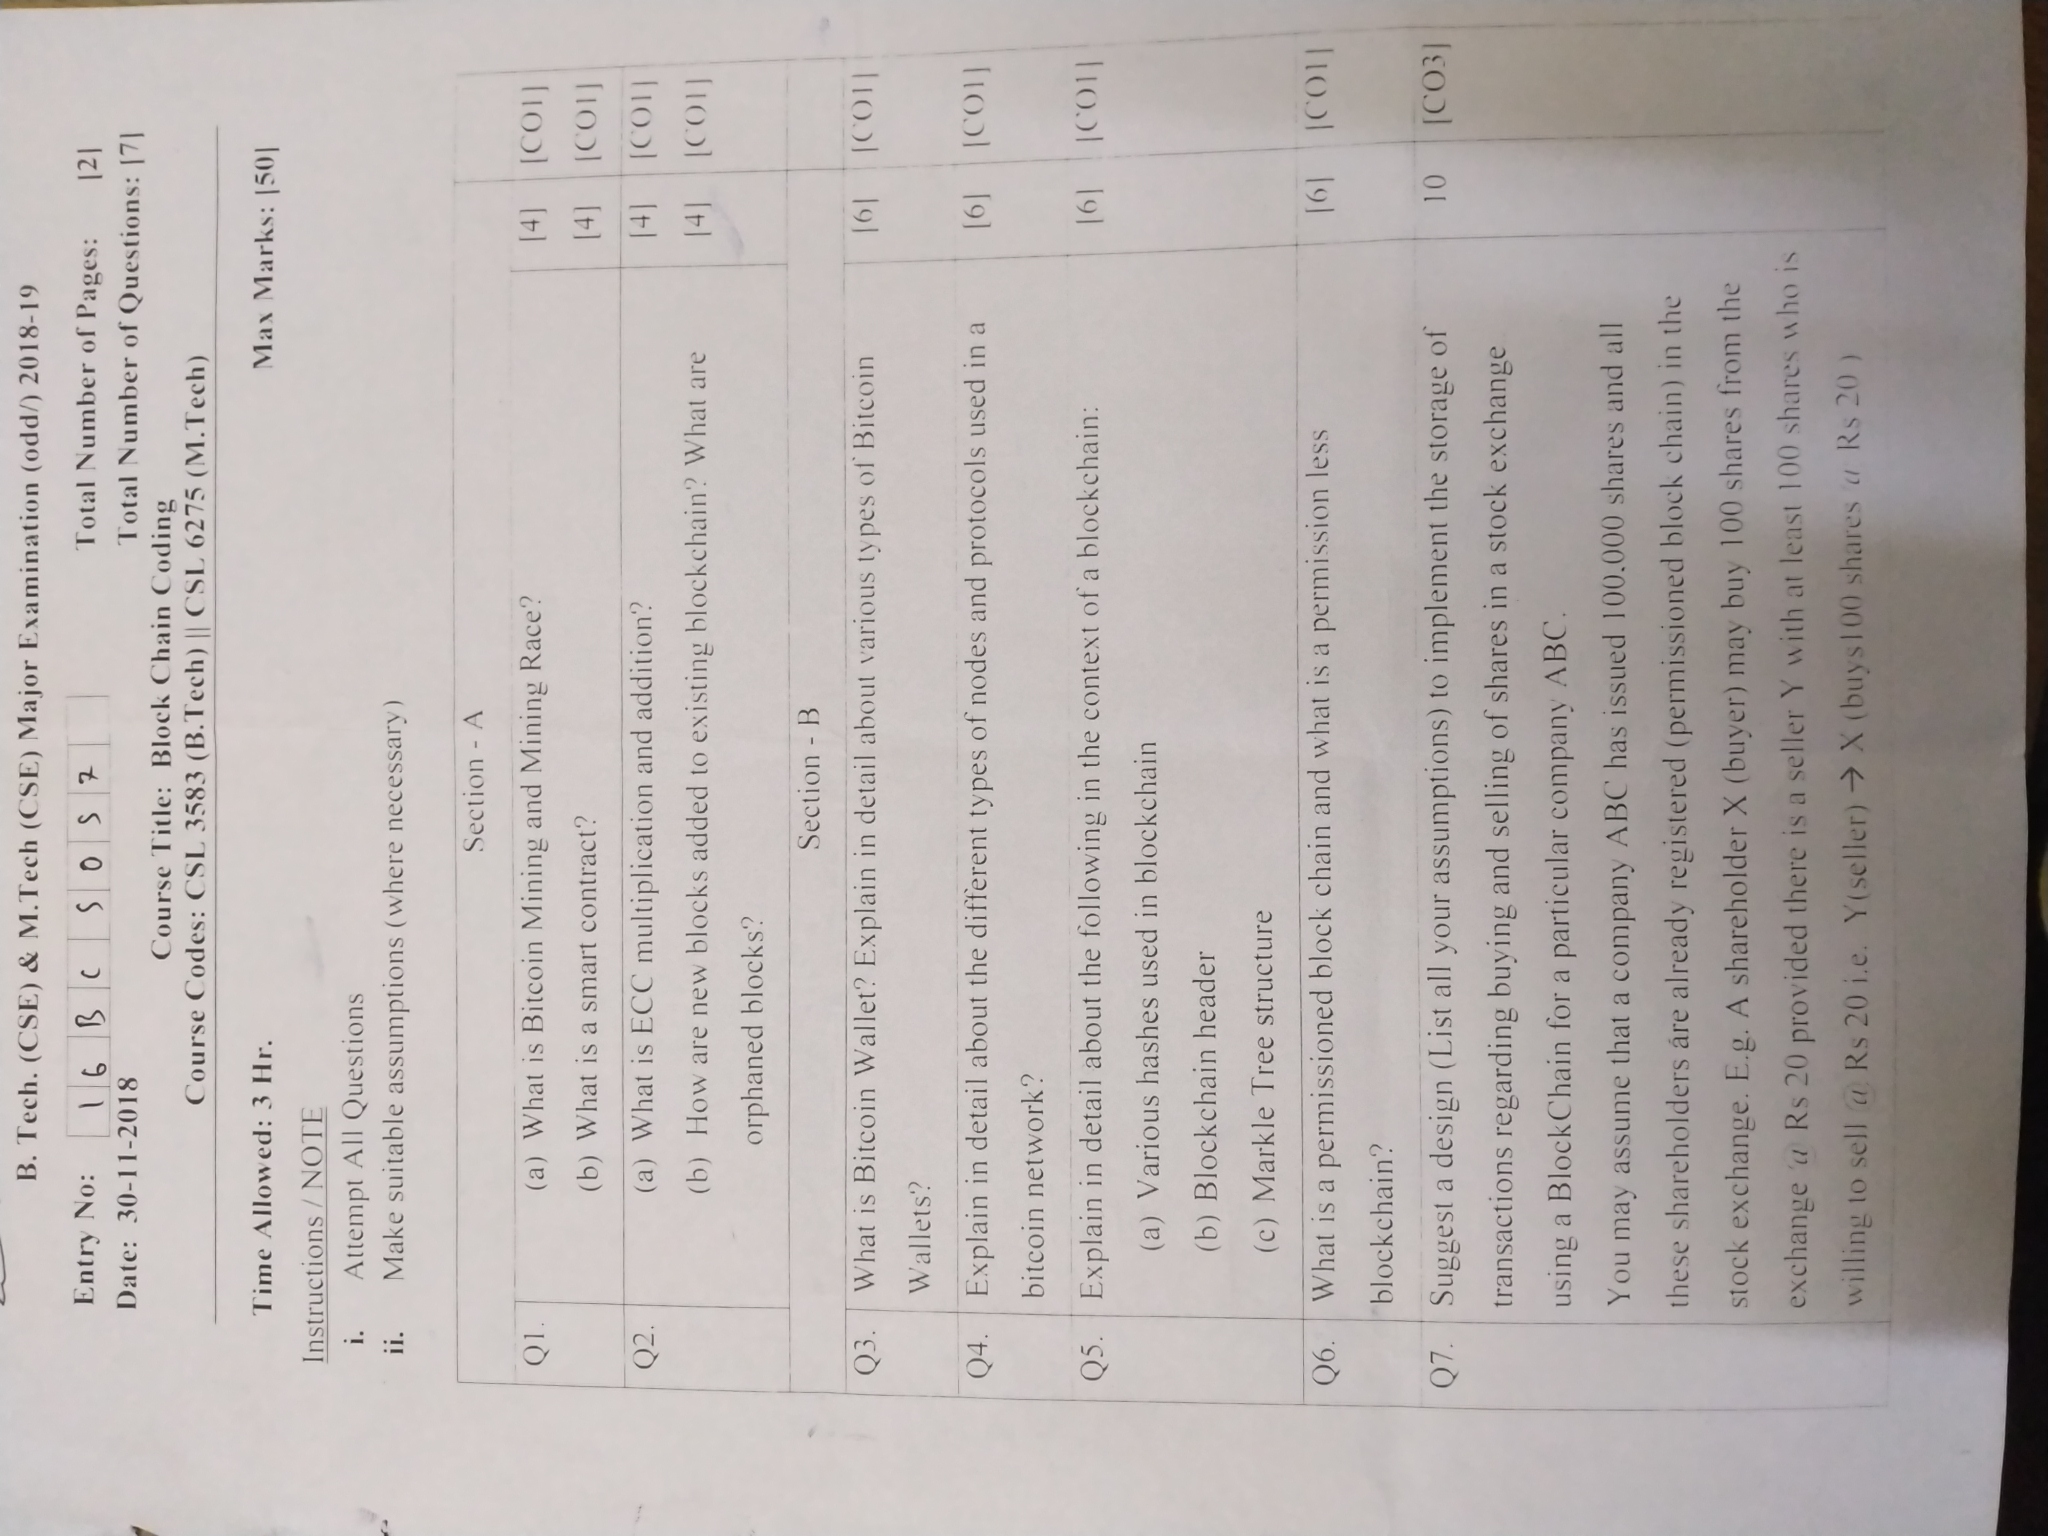 B. Tech. (CSE) & M.Tech (CSE) Major Examination (odd/) 2018-19
Entry No: 16BC5057 Total Number of Pages: [2]
Date: 30-11-2018 Total Number of Questions: [7]
Course Title: Block Chain Coding
Course Codes: CSL 3583 (B.Tech) || CSL 6275 (M.Tech)
Time Allowed: 3 Hr. Max Marks: [50]
Instructions / NOTE
i. Attempt All Questions
ii. Make suitable assumptions (where necessary)
Section - A
Q1. (a) What is Bitcoin Mining and Mining Race? [4] [CO1]
(b) What is a smart contract? [4] [CO1]
Q2. (a) What is ECC multiplication and addition? [4] [CO1]
(b) How are new blocks added to existing blockchain? What are [4] [CO1]
orphaned blocks?
Section - B
Q3. What is Bitcoin Wallet? Explain in detail about various types of Bitcoin [6] [CO1]
Wallets?
Q4. Explain in detail about the different types of nodes and protocols used in a [6] [CO1]
bitcoin network?
Q5. Explain in detail about the following in the context of a blockchain: [6] [CO1]
(a) Various hashes used in blockchain
(b) Blockchain header
(c) Markle Tree structure
Q6. What is a permissioned block chain and what is a permission less [6] [CO1]
blockchain?
Q7. Suggest a design (List all your assumptions) to implement the storage of 10 [CO3]
transactions regarding buying and selling of shares in a stock exchange
using a BlockChain for a particular company ABC.
You may assume that a company ABC has issued 100,000 shares and all
these shareholders are already registered (permissioned block chain) in the
stock exchange. E.g. A shareholder X (buyer) may buy 100 shares from the
exchange @ Rs 20 provided there is a seller Y with at least 100 shares who is
willing to sell @ Rs 20 i.e. Y(seller) → X (buys100 shares @ Rs 20 )